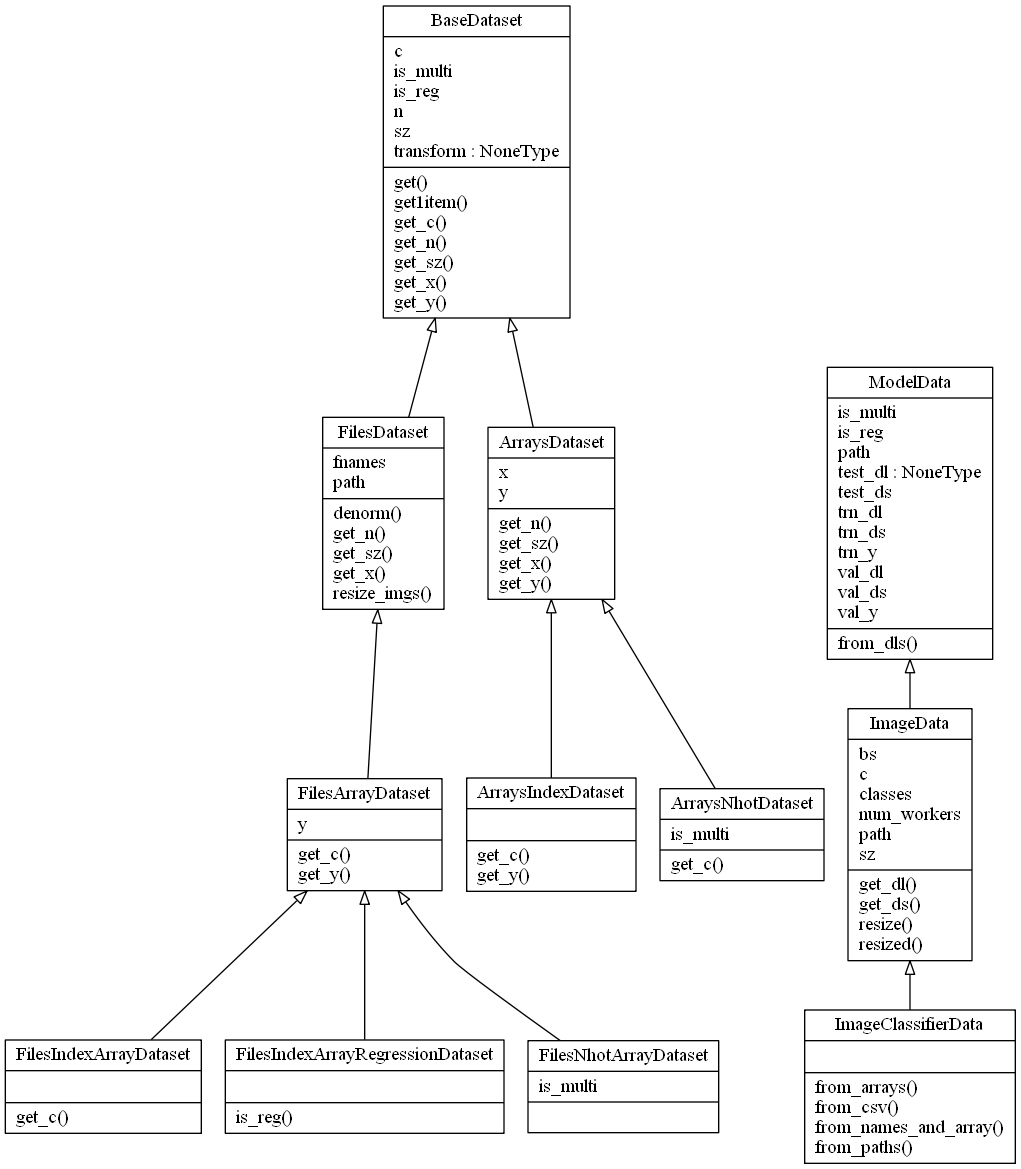 BaseDataset
c
is_multi
is_reg
n
sz
transform : NoneType
get()
get1item()
get_c()
get_n()
get_sz()
get_x()
get_y()
FilesDataset
fnames
path
denorm()
get_n()
get_sz()
get_x()
resize_imgs()
ArraysDataset
x
y
get_n()
get_sz()
get_x()
get_y()
ModelData
is_multi
is_reg
path
test_dl : NoneType
test_ds
trn_dl
trn_ds
trn_y
val_dl
val_ds
val_y
from_dls()
ImageData
bs
c
classes
num_workers
path
sz
get_dl()
get_ds()
resize()
resized()
FilesArrayDataset
y
get_c()
get_y()
ArraysIndexDataset
get_c()
get_y()
ArraysNhotDataset
is_multi
get_c()
FilesIndexArrayDataset
get_c()
FilesIndexArrayRegressionDataset
is_reg()
FilesNhotArrayDataset
is_multi
ImageClassifierData
from_arrays()
from_csv()
from_names_and_array()
from_paths()